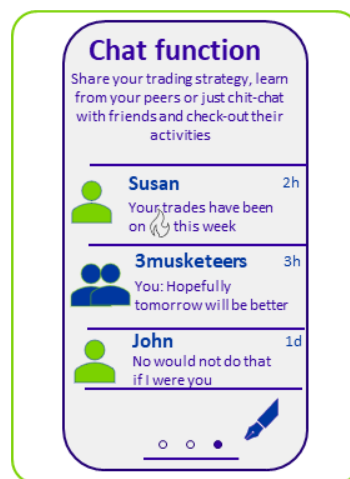 Chat function
Share your trading strategy, learn
from your peers or just chit-chat
with friends and check-out their
activities
Susan 2h
Your trades have been
on this week
3musketeers 3h
You: Hopefully
tomorrow will be better
John 1d
No would not do that
if I were you